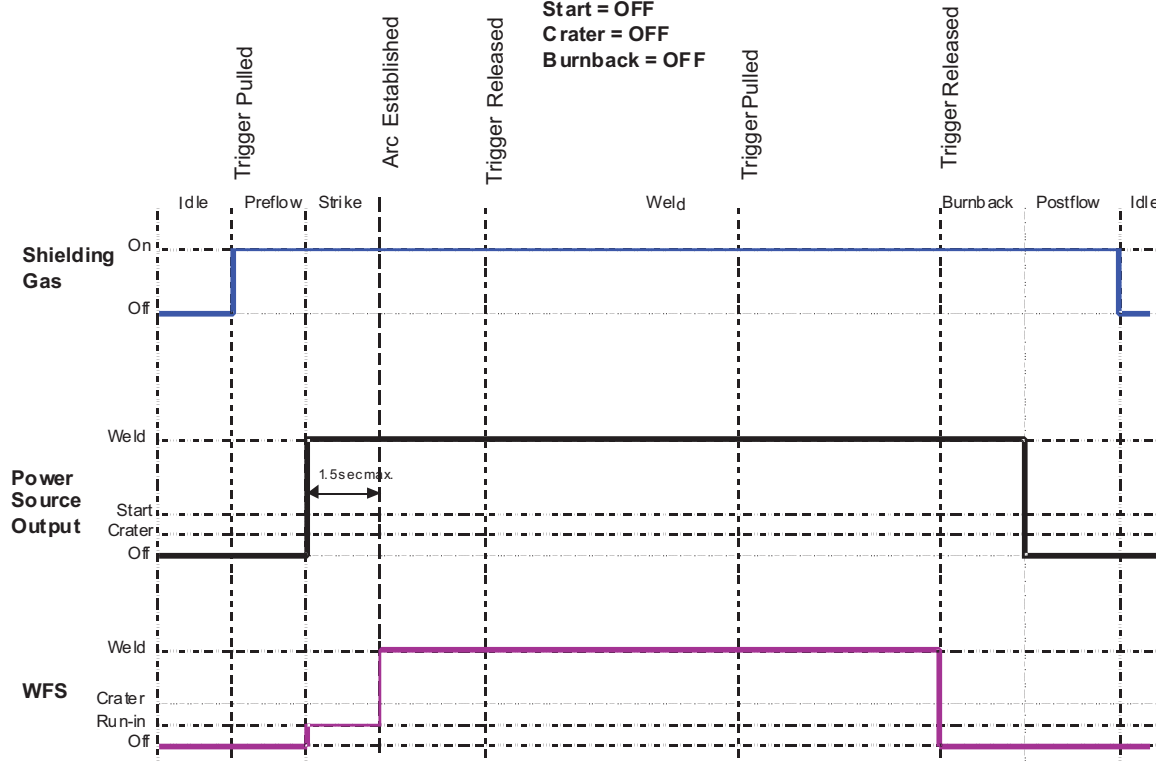 Start = OFF
Crater = OFF
Burnback = OFF
Trigger Pulled
Arc Established
Trigger Released
Trigger Pulled
Trigger Released
Idle Preflow Strike Weld Burnback Postflow Idle
Shielding
Gas
On
Off
Power
Source
Output
Weld
1.5secmax.
Start
Crater
Off
WFS
Weld
Crater
Run-in
Off